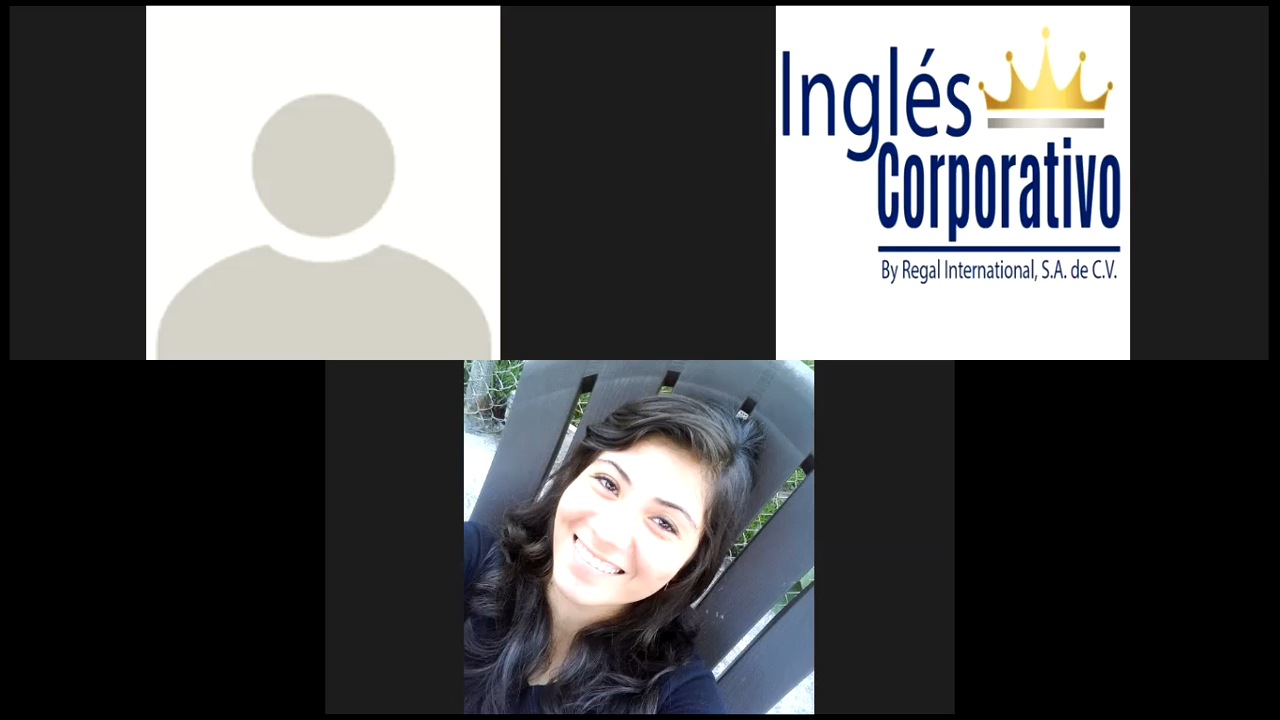 Inglés
Corporativo
By Regal International, S.A. de C.V.